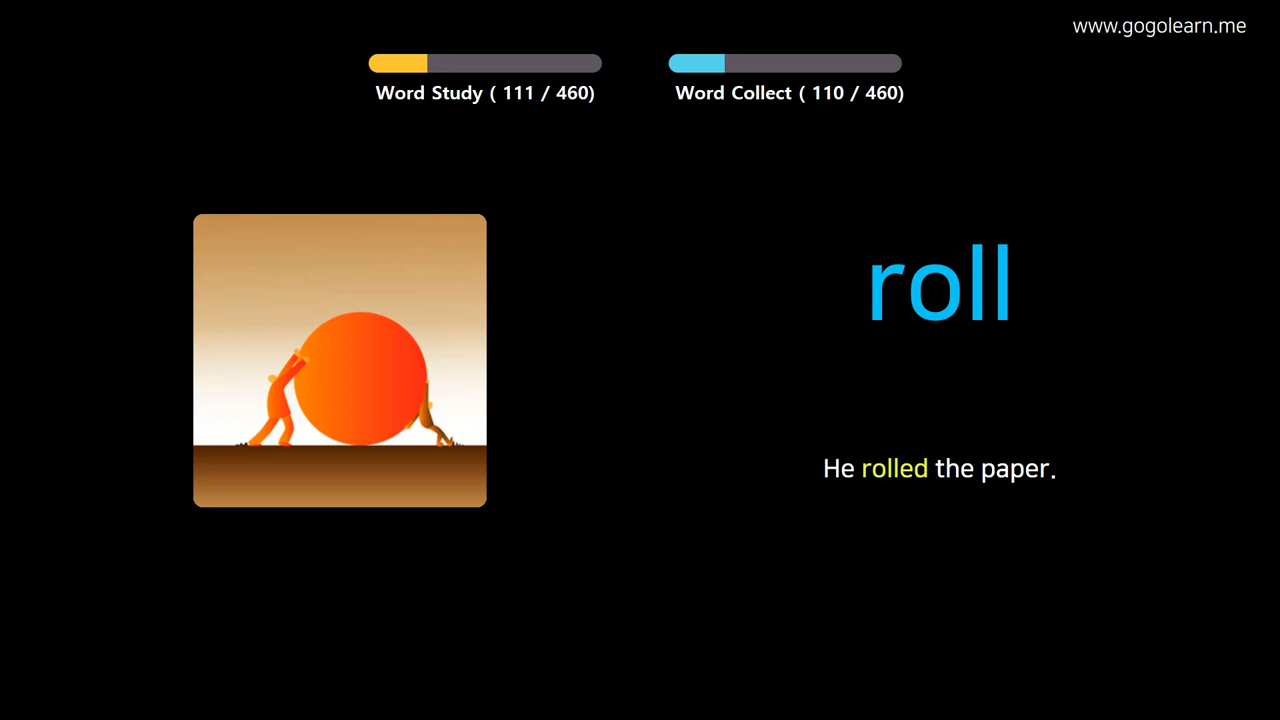 www.gogolearn.me
Word Study ( 111 / 460)
Word Collect ( 110 / 460)
roll
He rolled the paper.